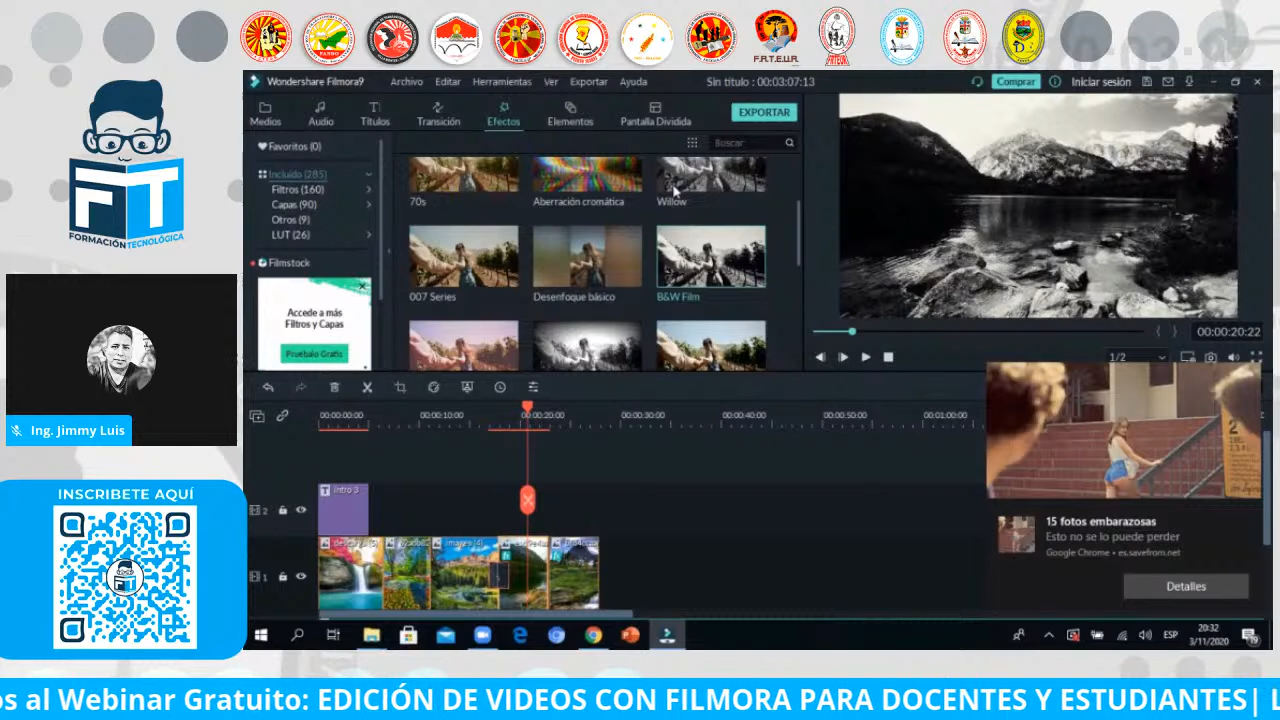 F.R.T.E.U.R.
Wondershare Filmora9
Archivo
Editar
Herramientas
Ver
Exportar
Ayuda
Sin título : 00:03:07:13
Comprar
Iniciar sesión
Medios
Audio
Títulos
Transición
Efectos
Elementos
Pantalla Dividida
EXPORTAR
Favoritos (0)
Buscar
Incluido (285)
Filtros (160)
Capas (90)
Otros (9)
LUT (26)
Filmstock
Accede a más
Filtros y Capas
Pruébalo Gratis
70s
Aberración cromática
Willow
007 Series
Desenfoque básico
B&W Film
00:00:20:22
1/2
FT
FORMACIÓN
TECNOLÓGICA
Ing. Jimmy Luis
INSCRIBETE AQUÍ
00:00:00:00
00:00:10:00
00:00:20:00
00:00:30:00
00:00:40:00
00:00:50:00
00:01:00:00
2
Intro 3
1
15 fotos embarazosas
Esto no se lo puede perder
Google Chrome • es.savefrom.net
Detalles
ESP
20:32
3/11/2020
19
os al Webinar Gratuito: EDICIÓN DE VIDEOS CON FILMORA PARA DOCENTES Y ESTUDIANTES| L